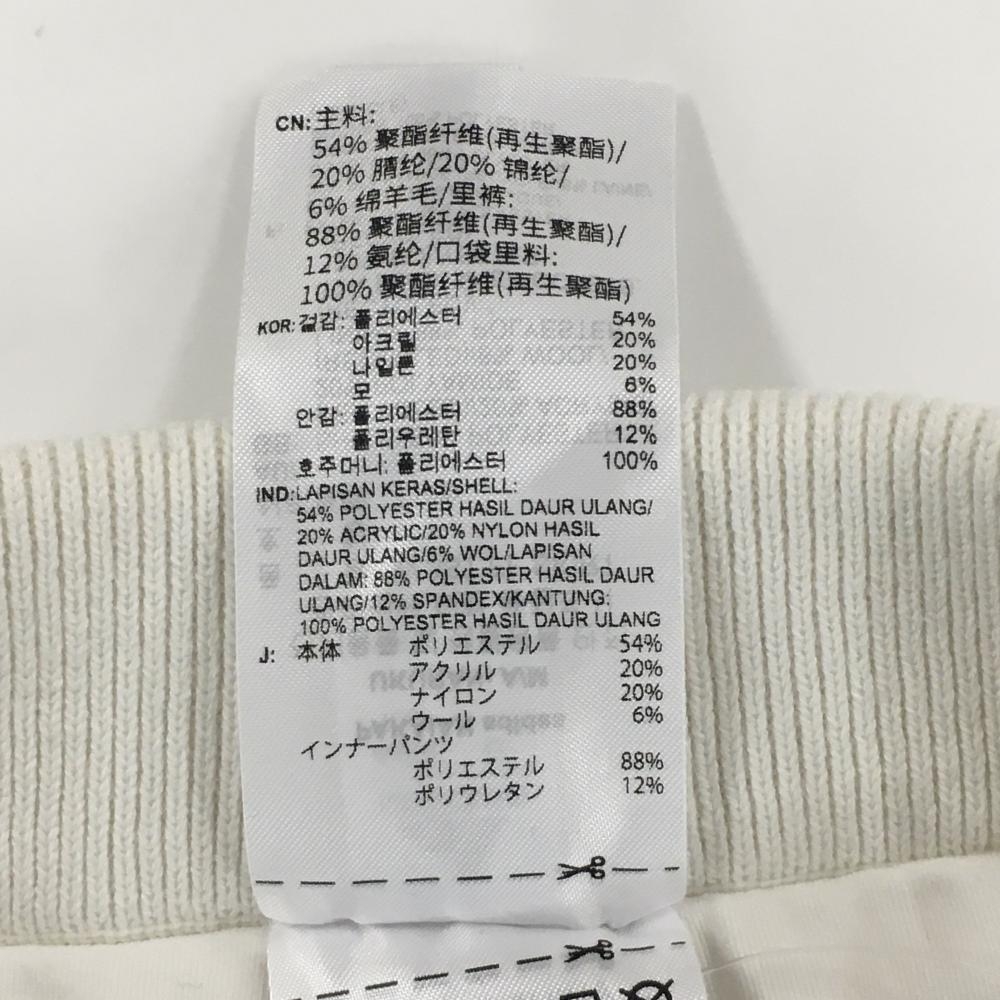 CN: 主料:
54% 聚酯纤维(再生聚酯)/
20% 腈纶/20% 锦纶/
6% 绵羊毛/里裤:
88% 聚酯纤维(再生聚酯)/
12% 氨纶/口袋里料:
100% 聚酯纤维(再生聚酯)
KOR: 겉감: 폴리에스터 54%
아크릴 20%
나일론 20%
모 6%
안감: 폴리에스터 88%
폴리우레탄 12%
호주머니: 폴리에스터 100%
IND: LAPISAN KERAS/SHELL:
54% POLYESTER HASIL DAUR ULANG/
20% ACRYLIC/20% NYLON HASIL
DAUR ULANG/6% WOL/LAPISAN
DALAM: 88% POLYESTER HASIL DAUR
ULANG/12% SPANDEX/KANTUNG:
100% POLYESTER HASIL DAUR ULANG
J: 本体 ポリエステル 54%
アクリル 20%
ナイロン 20%
ウール 6%
インナーパンツ
ポリエステル 88%
ポリウレタン 12%